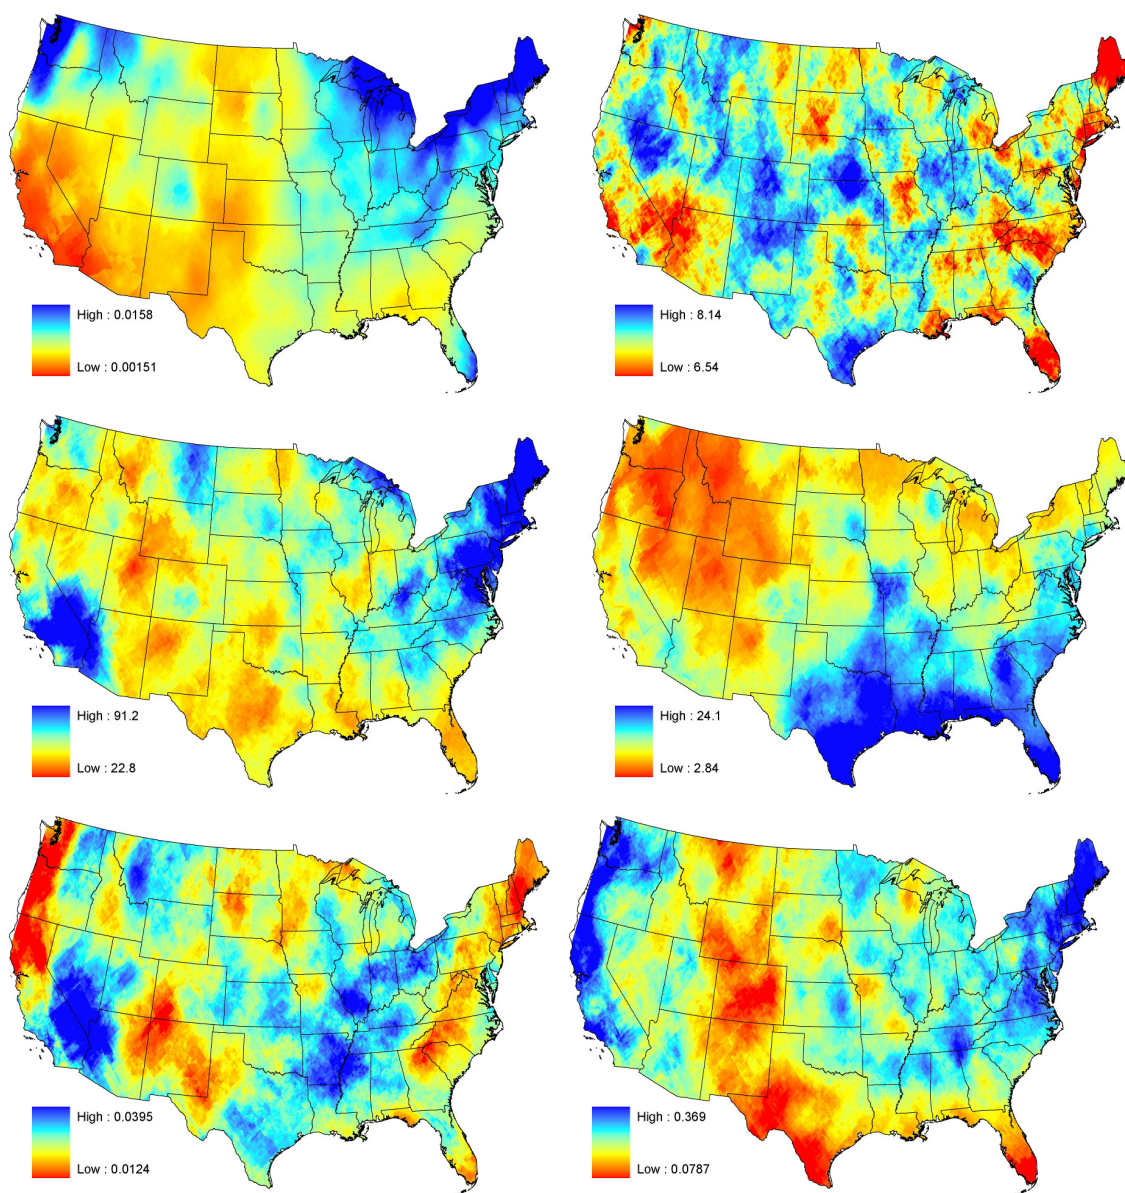 High : 0.0158
Low : 0.00151
High : 8.14
Low : 6.54
High : 91.2
Low : 22.8
High : 24.1
Low : 2.84
High : 0.0395
Low : 0.0124
High : 0.369
Low : 0.0787